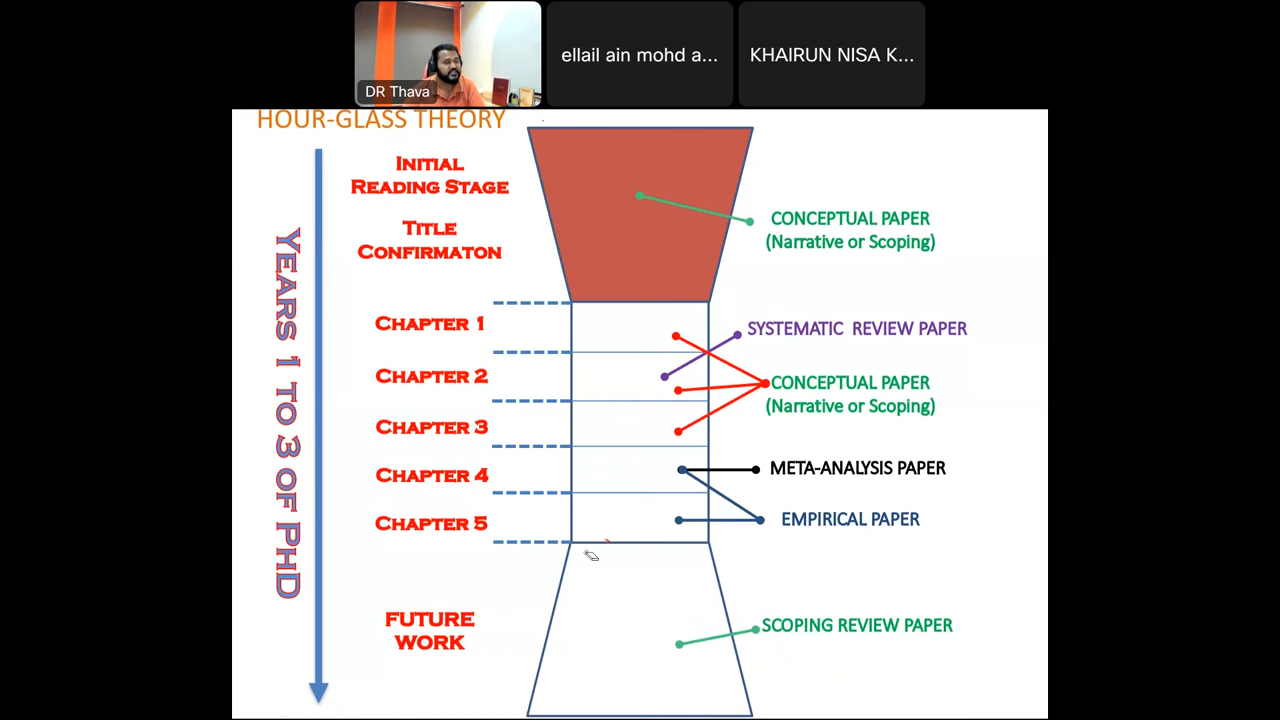 DR Thava
ellail ain mohd a...
KHAIRUN NISA K...
HOUR-GLASS THEORY
YEARS 1 TO 3 OF PHD
INITIAL
READING STAGE
TITLE
CONFIRMATON
CONCEPTUAL PAPER
(Narrative or Scoping)
CHAPTER 1
SYSTEMATIC REVIEW PAPER
CHAPTER 2
CONCEPTUAL PAPER
(Narrative or Scoping)
CHAPTER 3
CHAPTER 4
META-ANALYSIS PAPER
CHAPTER 5
EMPIRICAL PAPER
FUTURE
WORK
SCOPING REVIEW PAPER